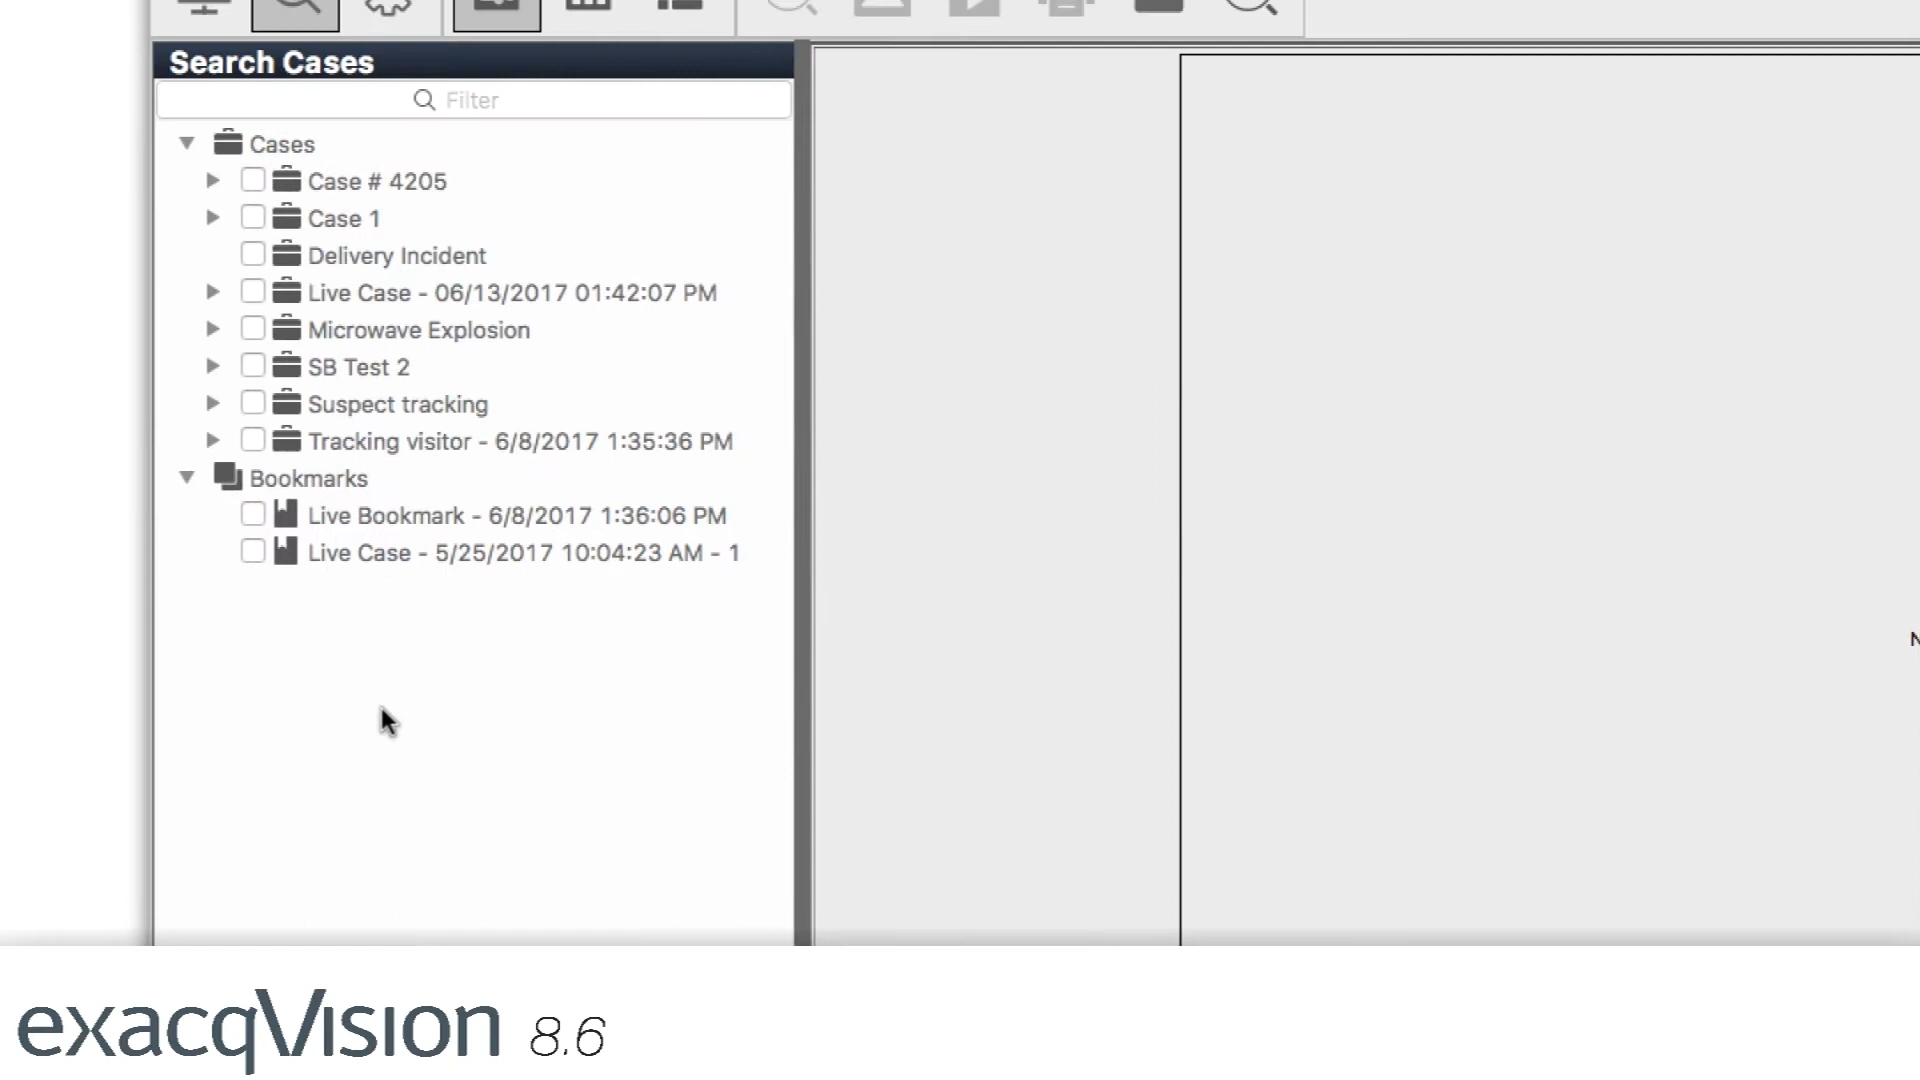 Search Cases
Filter
Cases
Case # 4205
Case 1
Delivery Incident
Live Case - 06/13/2017 01:42:07 PM
Microwave Explosion
SB Test 2
Suspect tracking
Tracking visitor - 6/8/2017 1:35:36 PM
Bookmarks
Live Bookmark - 6/8/2017 1:36:06 PM
Live Case - 5/25/2017 10:04:23 AM - 1
N
exacqVision 8.6